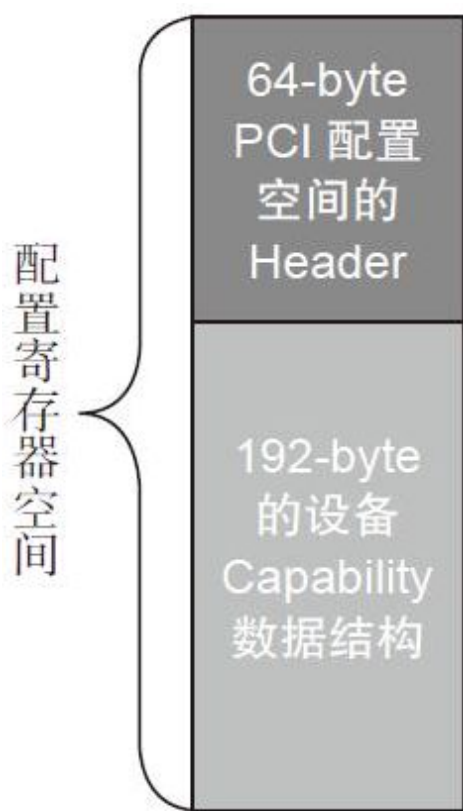 配置寄存器空间
64-byte
PCI 配置
空间的
Header
192-byte
的设备
Capability
数据结构